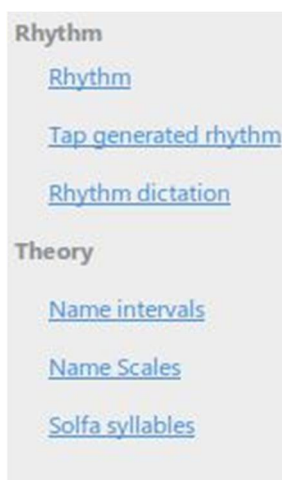 Rhythm
Rhythm
Tap generated rhythm
Rhythm dictation
Theory
Name intervals
Name Scales
Solfa syllables